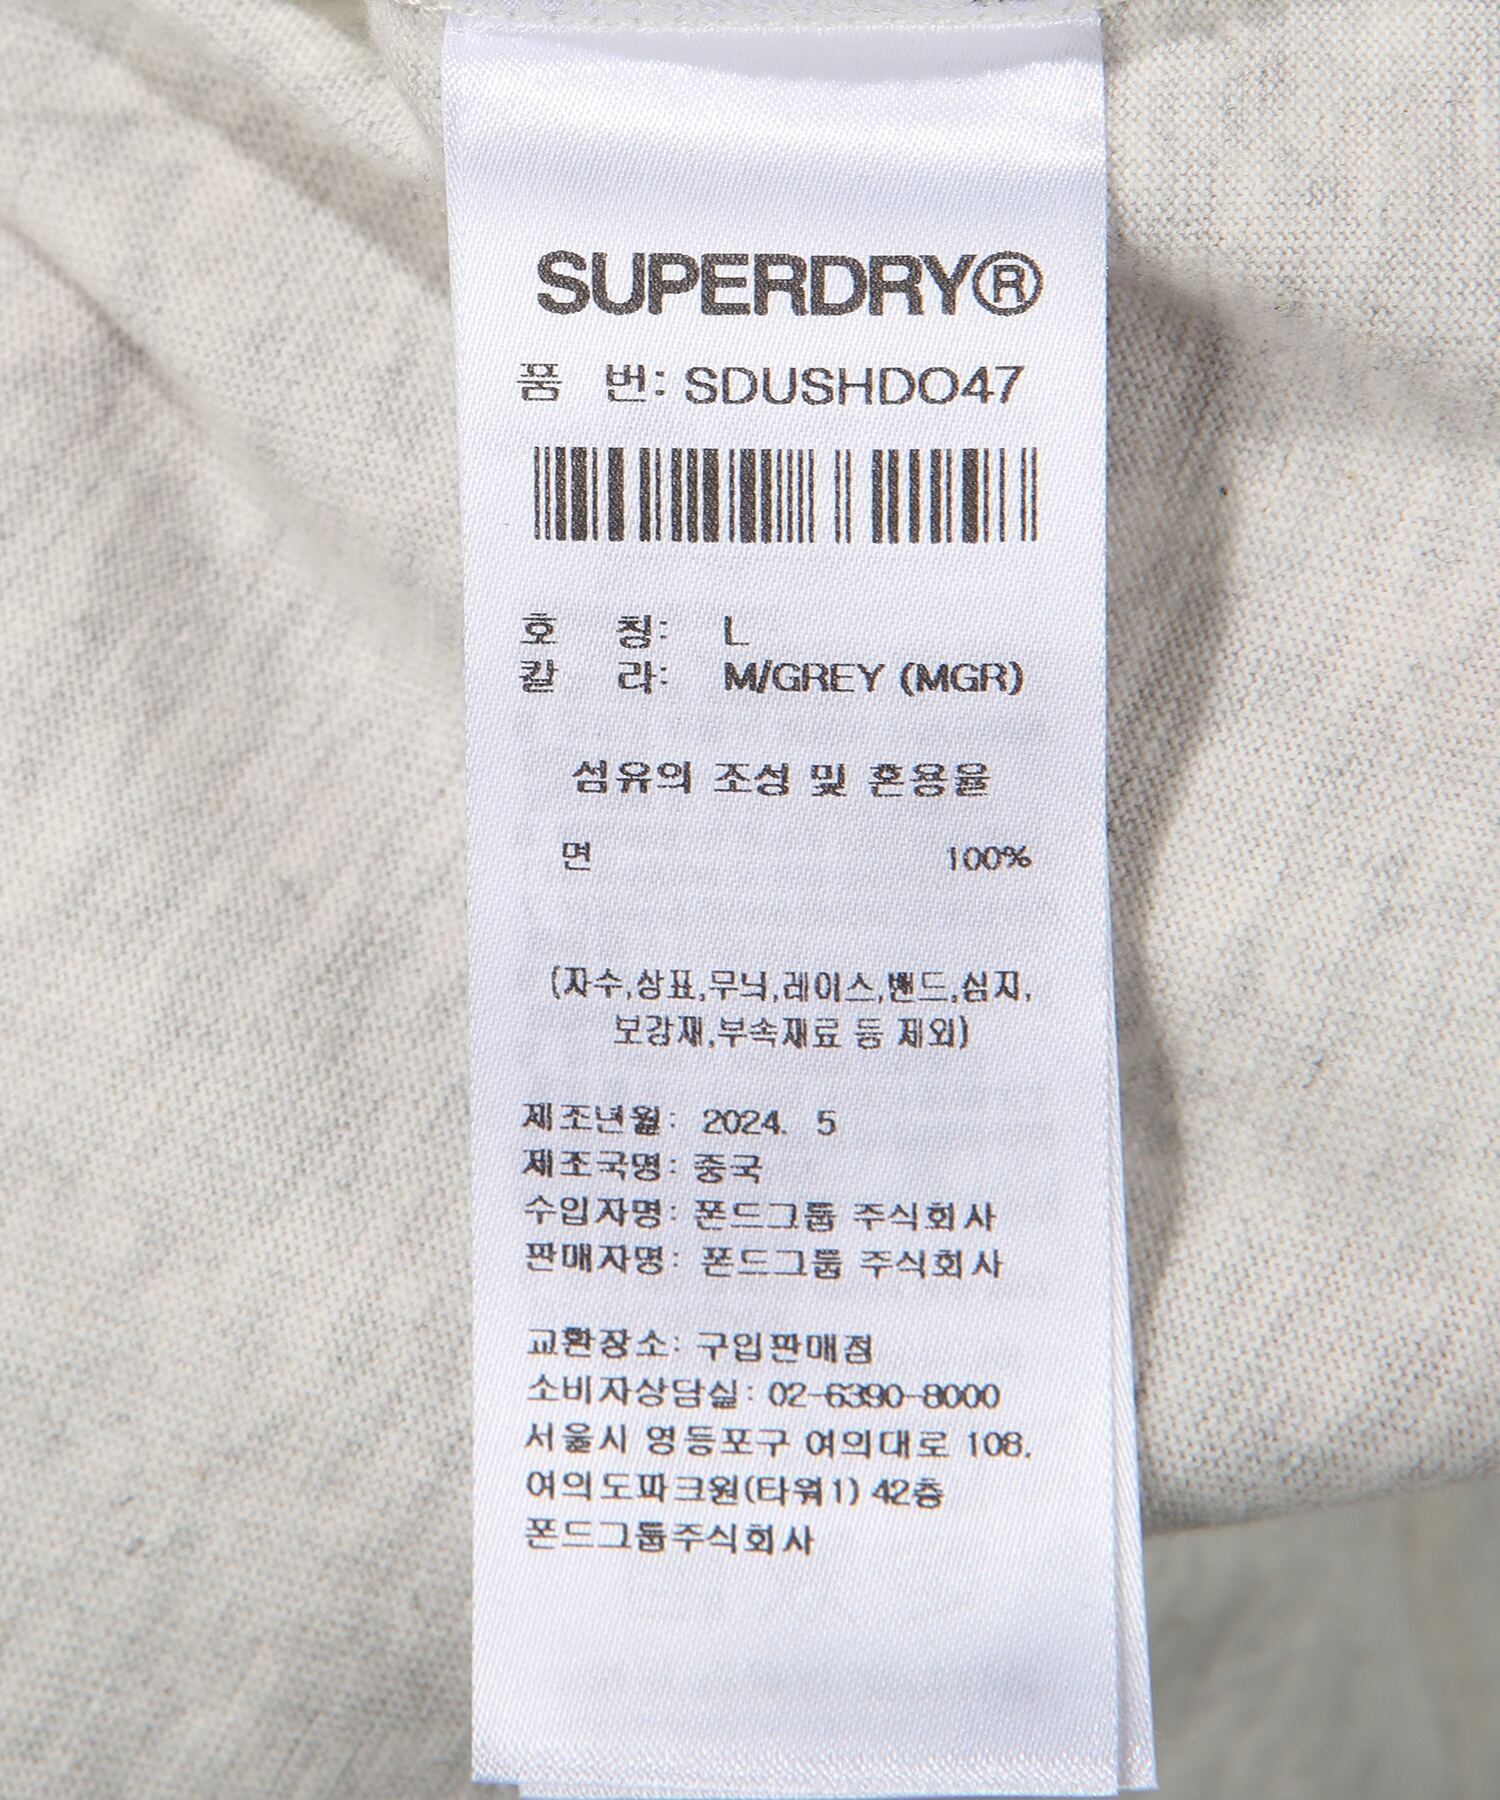 SUPERDRY®
품 번: SDUSHDO47
호 칭: L
칼 라: M/GREY (MGR)
섬유의 조성 및 혼용율
면 100%
(자수,상표,무늬,레이스,밴드,심지,
보강재,부속재료 등 제외)
제조년월: 2024. 5
제조국명: 중국
수입자명: 폰드그룹 주식회사
판매자명: 폰드그룹 주식회사
교환장소: 구입판매점
소비자상담실: 02-6390-8000
서울시 영등포구 여의대로 108,
여의도파크원(타워1) 42층
폰드그룹주식회사